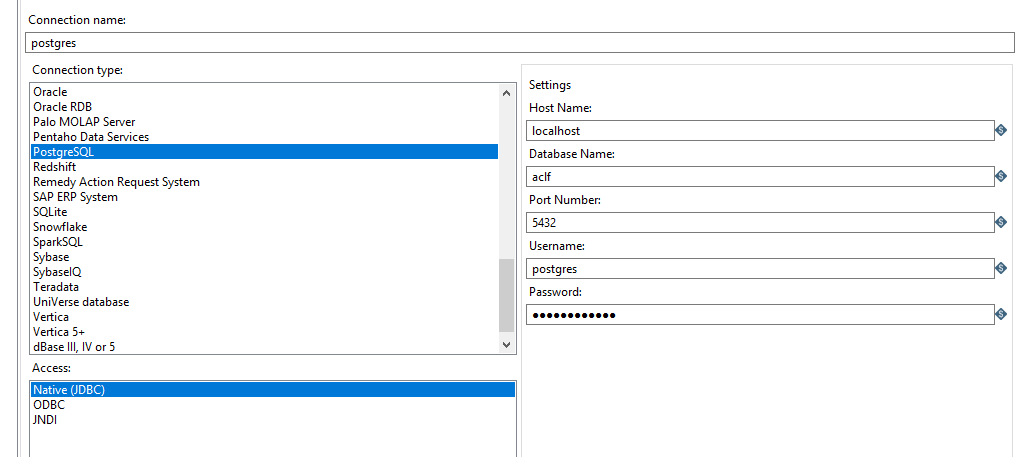 Connection name:
postgres
Connection type:
Oracle
Oracle RDB
Palo MOLAP Server
Pentaho Data Services
PostgreSQL
Redshift
Remedy Action Request System
SAP ERP System
SQLite
Snowflake
SparkSQL
Sybase
SybaseIQ
Teradata
UniVerse database
Vertica
Vertica 5+
dBase III, IV or 5
Access:
Native (JDBC)
ODBC
JNDI
Settings
Host Name:
localhost
Database Name:
aclf
Port Number:
5432
Username:
postgres
Password:
●●●●●●●●●●●●